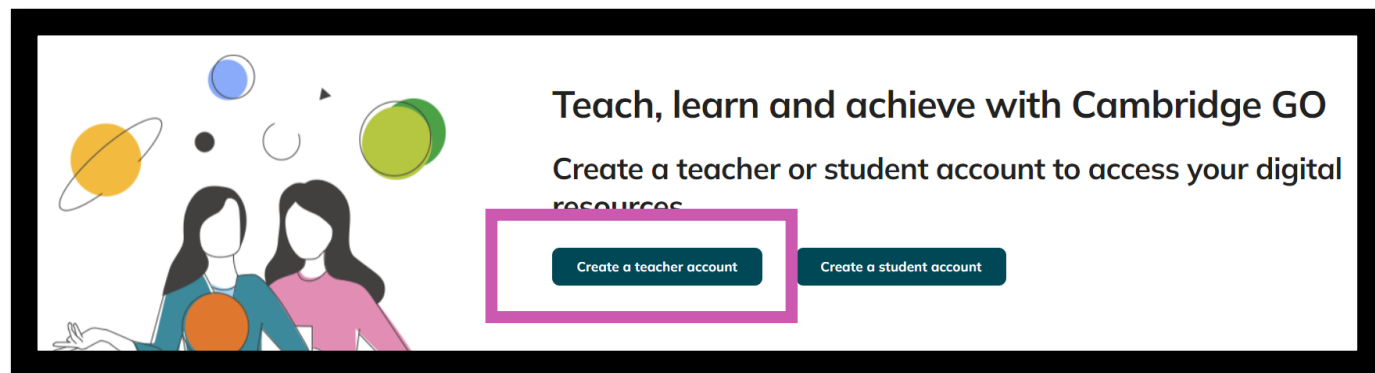 Teach, learn and achieve with Cambridge GO
Create a teacher or student account to access your digital
resources
Create a teacher account
Create a student account